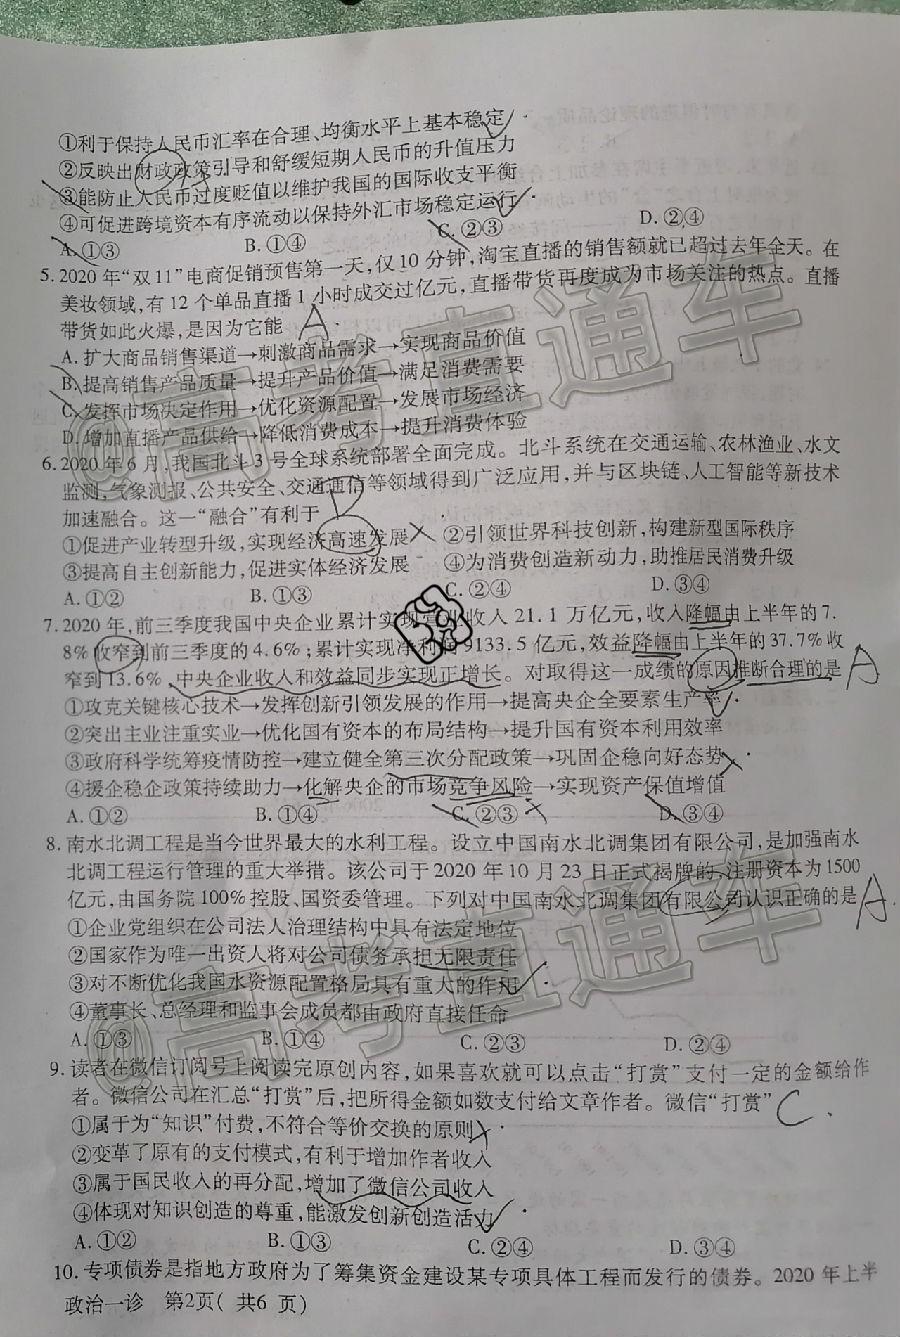 ①利于保持人民币汇率在合理、均衡水平上基本稳定
②反映出财政政策引导和舒缓短期人民币的升值压力
③能防止人民币过度贬值以维护我国的国际收支平衡
④可促进跨境资本有序流动以保持外汇市场稳定运行
A.①③ B.①④ C.②③ D.②④
5.2020年“双11”电商促销预售第一天,仅10分钟,淘宝直播的销售额就已超过去年全天。在
美妆领域,有12个单品直播1小时成交过亿元,直播带货再度成为市场关注的热点。直播
带货如此火爆,是因为它能 A
A.扩大商品销售渠道→刺激商品需求→实现商品价值
B.提高销售产品质量→提升产品价值→满足消费需要
C.发挥市场决定作用→优化资源配置→发展市场经济
D.增加直播产品供给→降低消费成本→提升消费体验
6.2020年6月,我国北斗3号全球系统部署全面完成。北斗系统在交通运输、农林渔业、水文
监测,气象测报、公共安全、交通通信等领域得到广泛应用,并与区块链、人工智能等新技术
加速融合。这一“融合”有利于 D
①促进产业转型升级,实现经济高速发展 ②引领世界科技创新,构建新型国际秩序
③提高自主创新能力,促进实体经济发展 ④为消费创造新动力,助推居民消费升级
A.①② B.①③ C.②④ D.③④
7.2020年,前三季度我国中央企业累计实现营业收入21.1万亿元,收入降幅由上半年的7.
8%收窄到前三季度的4.6%;累计实现净利润9133.5亿元,效益降幅由上半年的37.7%收
窄到13.6%,中央企业收入和效益同步实现正增长。对取得这一成绩的原因推断合理的是 A
①攻克关键核心技术→发挥创新引领发展的作用→提高央企全要素生产率
②突出主业注重实业→优化国有资本的布局结构→提升国有资本利用效率
③政府科学统筹疫情防控→建立健全第三次分配政策→巩固企稳向好态势
④援企稳企政策持续助力→化解央企的市场竞争风险→实现资产保值增值
A.①② B.①④ C.②③ D.③④
8.南水北调工程是当今世界最大的水利工程。设立中国南水北调集团有限公司,是加强南水
北调工程运行管理的重大举措。该公司于2020年10月23日正式揭牌的,注册资本为1500
亿元,由国务院100%控股、国资委管理。下列对中国南水北调集团有限公司认识正确的是 A.
①企业党组织在公司法人治理结构中具有法定地位
②国家作为唯一出资人将对公司债务承担无限责任
③对不断优化我国水资源配置格局具有重大的作用
④董事长、总经理和监事会成员都由政府直接任命
A.①③ B.①④ C.②③ D.②④
9.读者在微信订阅号上阅读完原创内容,如果喜欢就可以点击“打赏”支付一定的金额给作
者。微信公司在汇总“打赏”后,把所得金额如数支付给文章作者。微信“打赏” C.
①属于为“知识”付费,不符合等价交换的原则
②变革了原有的支付模式,有利于增加作者收入
③属于国民收入的再分配,增加了微信公司收入
④体现对知识创造的尊重,能激发创新创造活力
A.①② B.①③ C.②④ D.③④
10.专项债券是指地方政府为了筹集资金建设某专项具体工程而发行的债券。2020年上半
政治一诊 第2页(共6页)
@高考直通车
@高考直通车